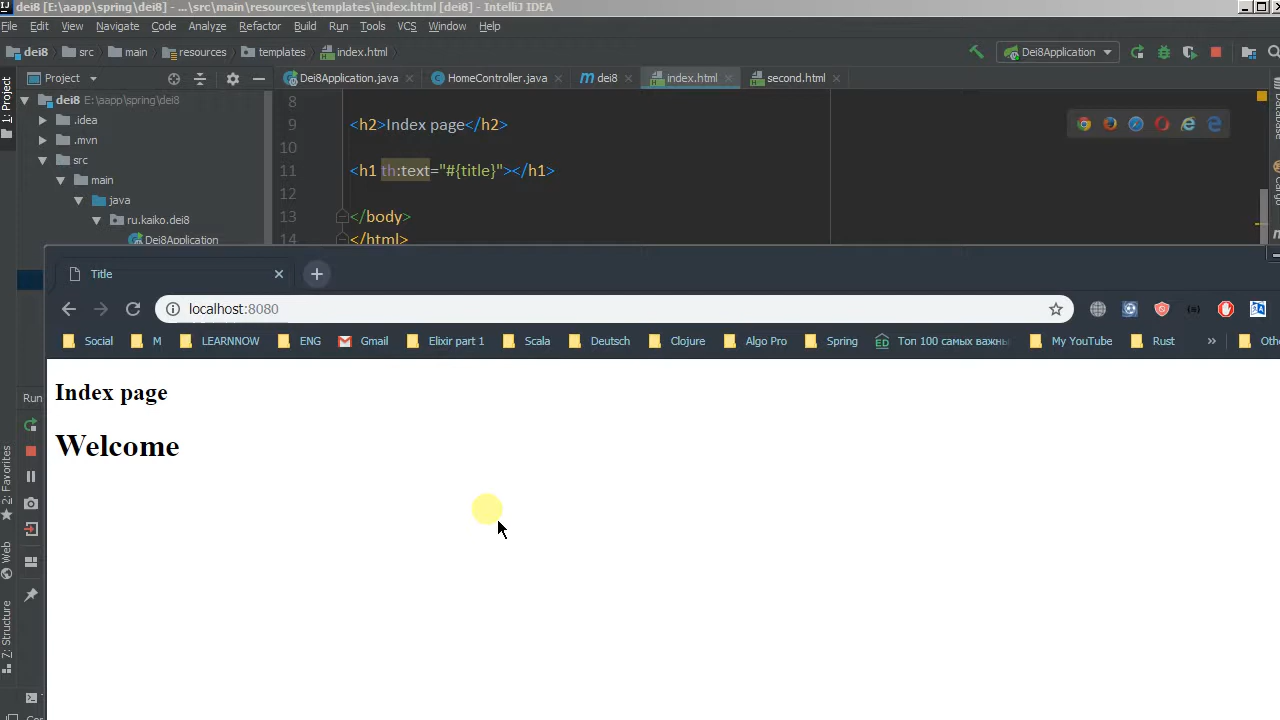 dei8 [E:\aapp\spring\dei8] - ...\src\main\resources\templates\index.html [dei8] - IntelliJ IDEA
File Edit View Navigate Code Analyze Refactor Build Run Tools VCS Window Help
dei8 src main resources templates index.html Dei8Application
1: Project
Project Dei8Application.java HomeController.java dei8 index.html second.html
Database
dei8 E:\aapp\spring\dei8
.idea
.mvn
src
main
java
ru.kaiko.dei8
Dei8Application
8
9 <h2>Index page</h2>
10
11 <h1 th:text="#{title}"></h1>
12
13 </body>
14 </html>
Title
localhost:8080
Social M LEARNNOW ENG Gmail Elixir part 1 Scala Deutsch Clojure Algo Pro Spring ED Топ 100 самых важны My YouTube Rust » Oth
Index page
Welcome
Run
2: Favorites
Web
7: Structure